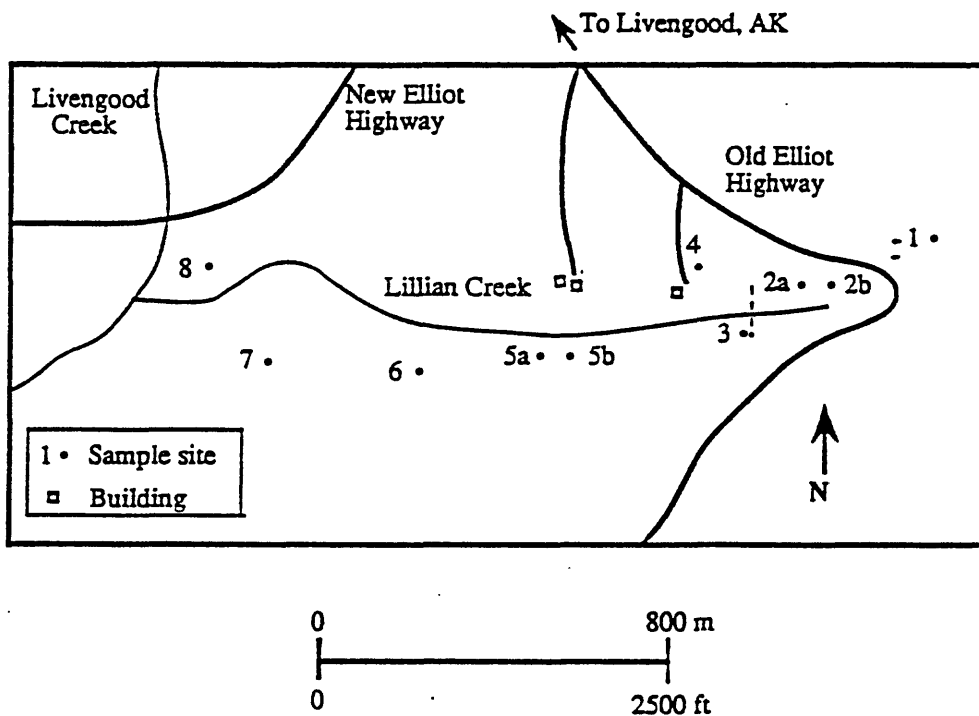 To Livengood, AK
Livengood
Creek
New Elliot
Highway
Old Elliot
Highway
1
4
8
Lillian Creek
2a
2b
3
7
6
5a
5b
1 • Sample site
Building
N
0
800 m
0
2500 ft